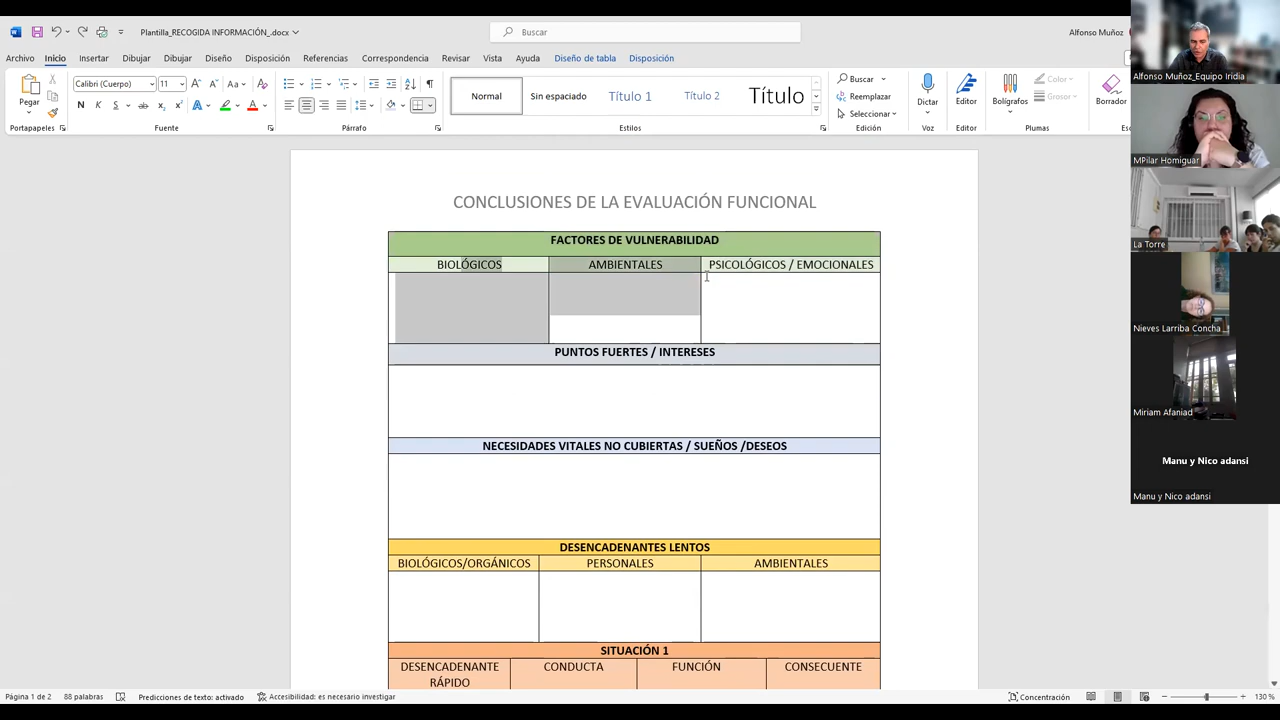 Plantilla_RECOGIDA INFORMACIÓN_.docx
Buscar
Alfonso Muñoz
Archivo Inicio Insertar Dibujar Dibujar Diseño Disposición Referencias Correspondencia Revisar Vista Ayuda Diseño de tabla Disposición
Pegar
Portapapeles
Calibri (Cuerpo) 11
Fuente
Párrafo
Normal
Sin espaciado
Título 1
Título 2
Título
Estilos
Buscar
Reemplazar
Seleccionar
Edición
Dictar
Voz
Editor
Editor
Bolígrafos
Color
Grosor
Plumas
Borrador
CONCLUSIONES DE LA EVALUACIÓN FUNCIONAL
FACTORES DE VULNERABILIDAD
BIOLÓGICOS AMBIENTALES PSICOLÓGICOS / EMOCIONALES
PUNTOS FUERTES / INTERESES
NECESIDADES VITALES NO CUBIERTAS / SUEÑOS /DESEOS
DESENCADENANTES LENTOS
BIOLÓGICOS/ORGÁNICOS PERSONALES AMBIENTALES
SITUACIÓN 1
DESENCADENANTE RÁPIDO CONDUCTA FUNCIÓN CONSECUENTE
Alfonso Muñoz_Equipo Iridia
MPilar Homiguar
La Torre
Nieves Larriba Concha
Miriam Afaniad
Manu y Nico adansi
Manu y Nico adansi
Página 1 de 2 88 palabras Predicciones de texto: activado Accesibilidad: es necesario investigar
Concentración
130 %